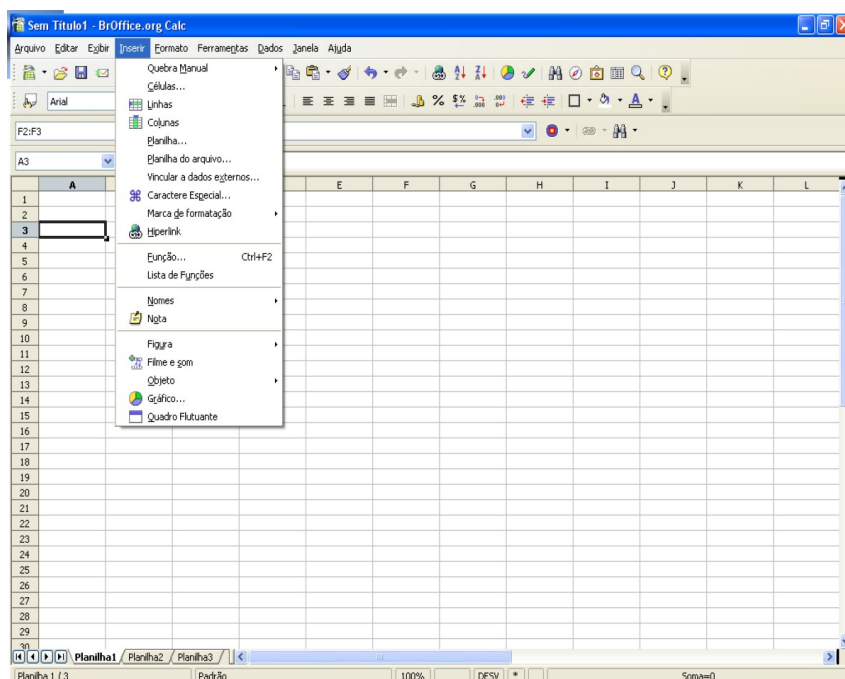 Sem Título1 - BrOffice.org Calc
Arquivo Editar Exibir Inserir Formato Ferramentas Dados Janela Ajuda
Arial
F2:F3
A3
Quebra Manual
Células...
Linhas
Colunas
Planilha...
Planilha do arquivo...
Vincular a dados externos...
Caractere Especial...
Marca de formatação
Hiperlink
Função... Ctrl+F2
Lista de Funções
Nomes
Nota
Figura
Filme e som
Objeto
Gráfico...
Quadro Flutuante
A E F G H I J K L
1
2
3
4
5
6
7
8
9
10
11
12
13
14
15
16
17
18
19
20
21
22
23
24
25
26
27
28
29
30
Planilha1 Planilha2 Planilha3
Planilha 1 / 3 Padrão 100% DESV * Soma=0